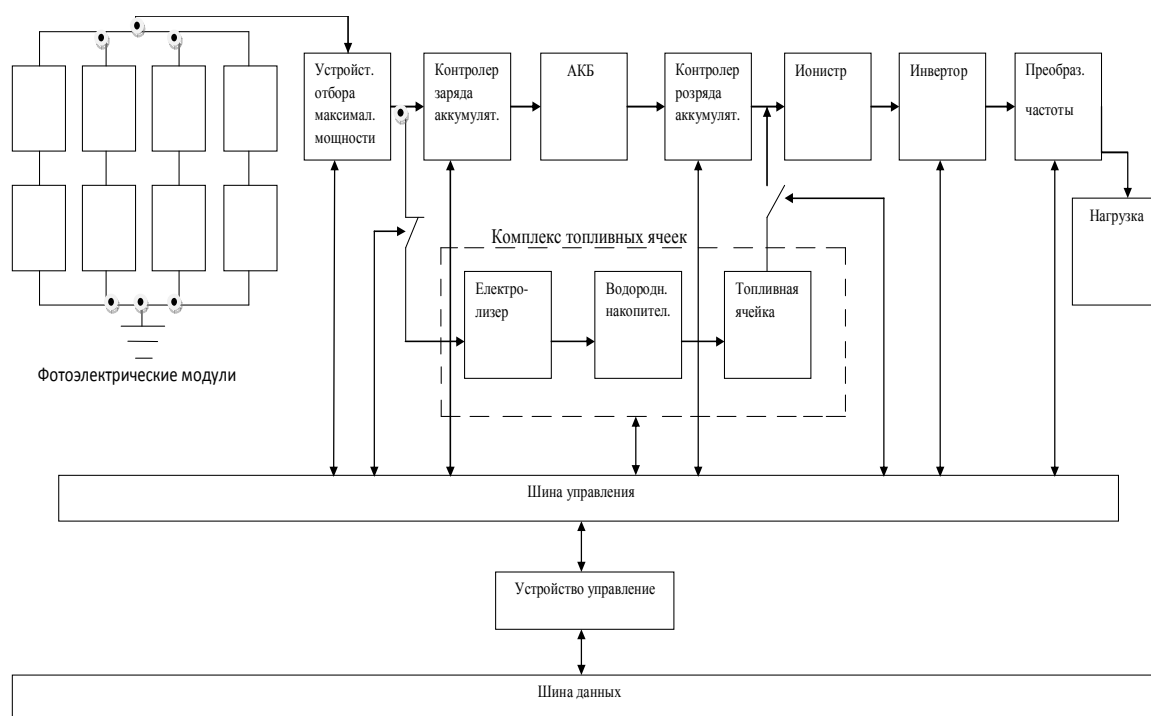 Устройст.
отбора
максимал.
мощности
Контролер
заряда
аккумулят.
АКБ
Контролер
розряда
аккумулят.
Ионистр
Инвертор
Преобраз.
частоты
Нагрузка
Комплекс топливных ячеек
Електро-
лизер
Водородн.
накопител.
Топливная
ячейка
Фотоэлектрические модули
Шина управления
Устройство управление
Шина данных